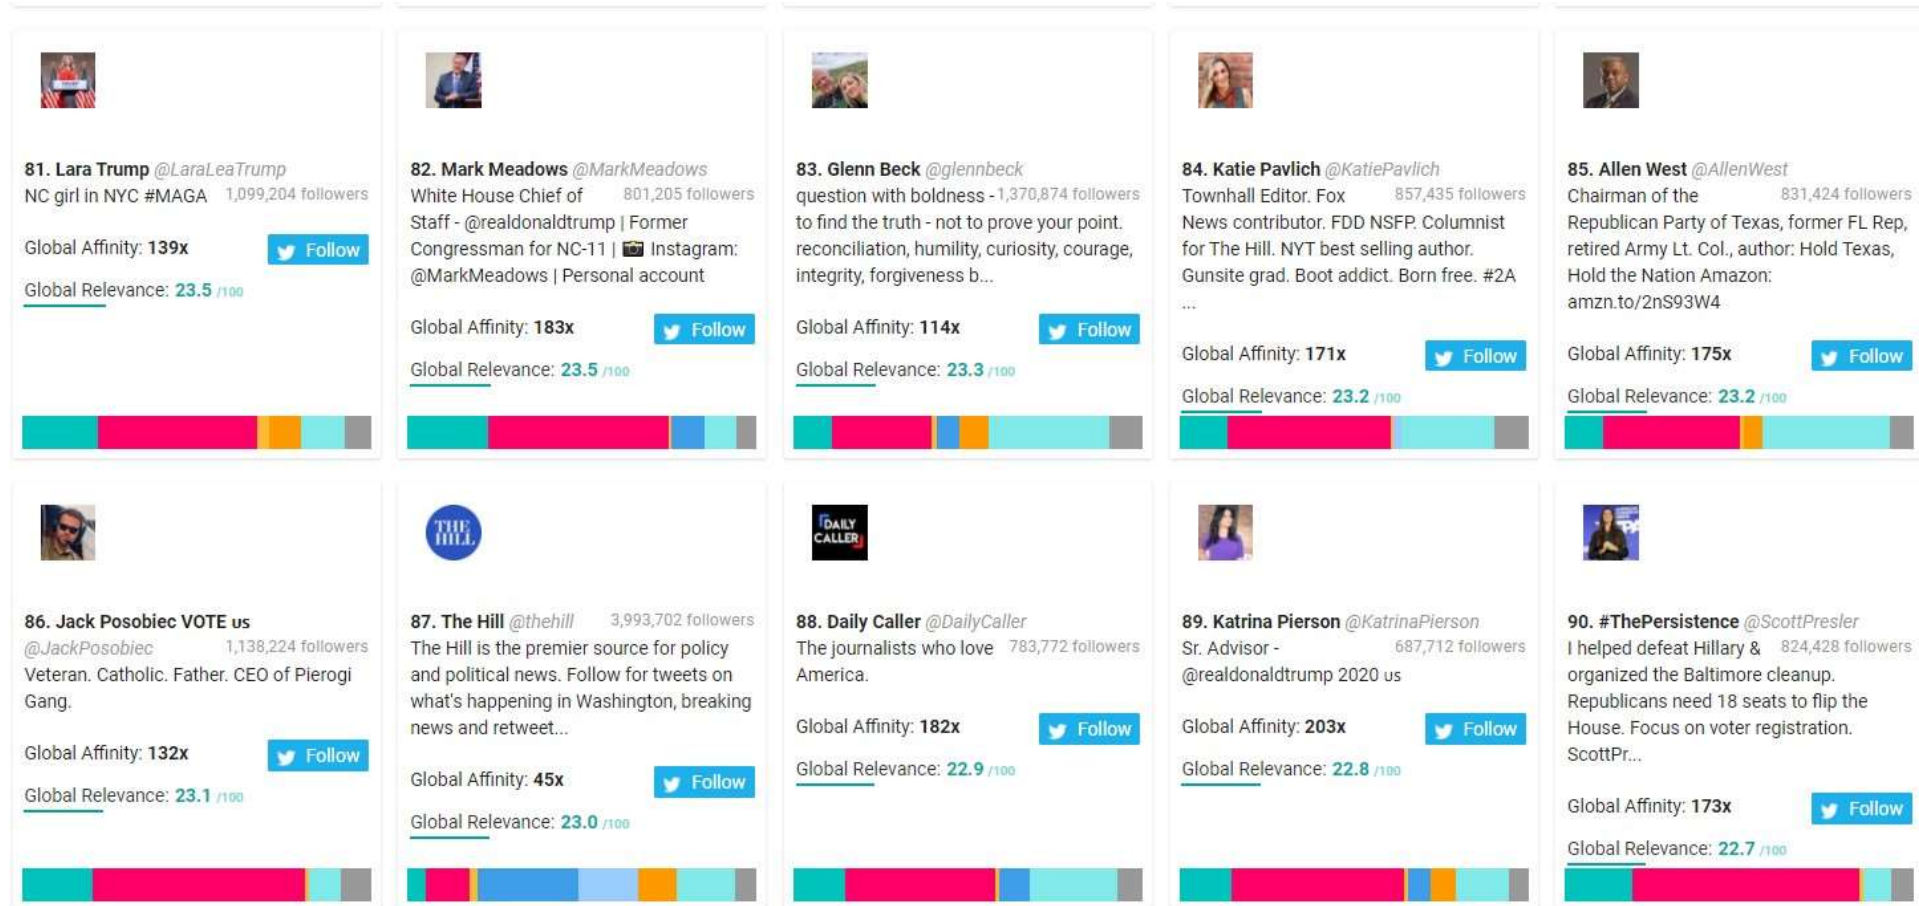 81. Lara Trump @LaraLeaTrump
NC girl in NYC #MAGA 1,099,204 followers
Global Affinity: 139x
Follow
Global Relevance: 23.5 /100
82. Mark Meadows @MarkMeadows
White House Chief of 801,205 followers
Staff - @realdonaldtrump | Former
Congressman for NC-11 | 📷 Instagram:
@MarkMeadows | Personal account
Global Affinity: 183x
Follow
Global Relevance: 23.5 /100
83. Glenn Beck @glennbeck
question with boldness - 1,370,874 followers
to find the truth - not to prove your point.
reconciliation, humility, curiosity, courage,
integrity, forgiveness b...
Global Affinity: 114x
Follow
Global Relevance: 23.3 /100
84. Katie Pavlich @KatiePavlich
Townhall Editor. Fox 857,435 followers
News contributor. FDD NSFP. Columnist
for The Hill. NYT best selling author.
Gunsite grad. Boot addict. Born free. #2A
...
Global Affinity: 171x
Follow
Global Relevance: 23.2 /100
85. Allen West @AllenWest
Chairman of the 831,424 followers
Republican Party of Texas, former FL Rep,
retired Army Lt. Col., author: Hold Texas,
Hold the Nation Amazon:
amzn.to/2nS93W4
Global Affinity: 175x
Follow
Global Relevance: 23.2 /100
86. Jack Posobiec VOTE us
@JackPosobiec 1,138,224 followers
Veteran. Catholic. Father. CEO of Pierogi
Gang.
Global Affinity: 132x
Follow
Global Relevance: 23.1 /100
THE
HILL
87. The Hill @thehill 3,993,702 followers
The Hill is the premier source for policy
and political news. Follow for tweets on
what's happening in Washington, breaking
news and retweet...
Global Affinity: 45x
Follow
Global Relevance: 23.0 /100
DAILY
CALLER
88. Daily Caller @DailyCaller
The journalists who love 783,772 followers
America.
Global Affinity: 182x
Follow
Global Relevance: 22.9 /100
89. Katrina Pierson @KatrinaPierson
Sr. Advisor - 687,712 followers
@realdonaldtrump 2020 us
Global Affinity: 203x
Follow
Global Relevance: 22.8 /100
90. #ThePersistence @ScottPresler
I helped defeat Hillary & 824,428 followers
organized the Baltimore cleanup.
Republicans need 18 seats to flip the
House. Focus on voter registration.
ScottPr...
Global Affinity: 173x
Follow
Global Relevance: 22.7 /100